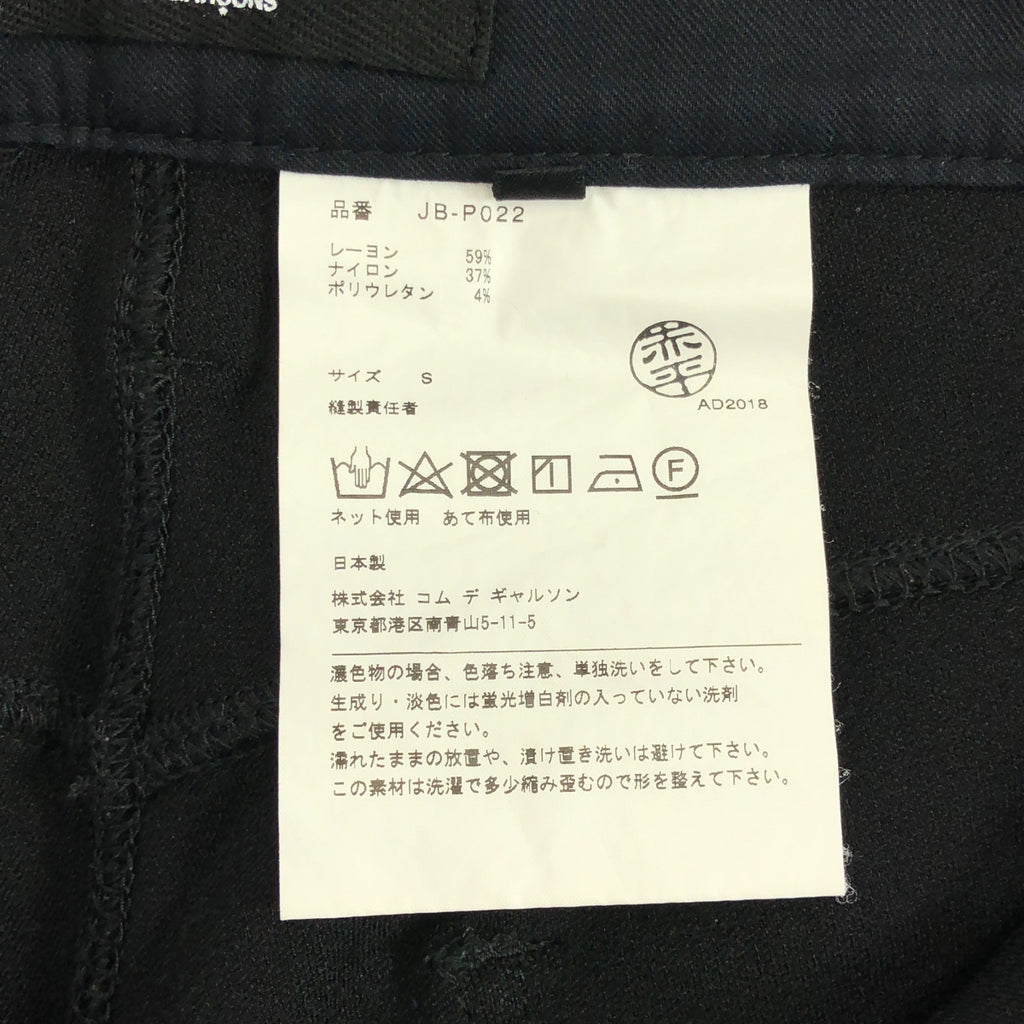 GARÇONS
品番 JB-P022
レーヨン 59%
ナイロン 37%
ポリウレタン 4%
サイズ S
縫製責任者
赤平
AD2018
F
ネット使用 あて布使用
日本製
株式会社 コム デ ギャルソン
東京都港区南青山5-11-5
濃色物の場合、色落ち注意、単独洗いをして下さい。
生成り・淡色には蛍光増白剤の入っていない洗剤
をご使用ください。
濡れたままの放置や、漬け置き洗いは避けて下さい。
この素材は洗濯で多少縮み歪むので形を整えて下さい。